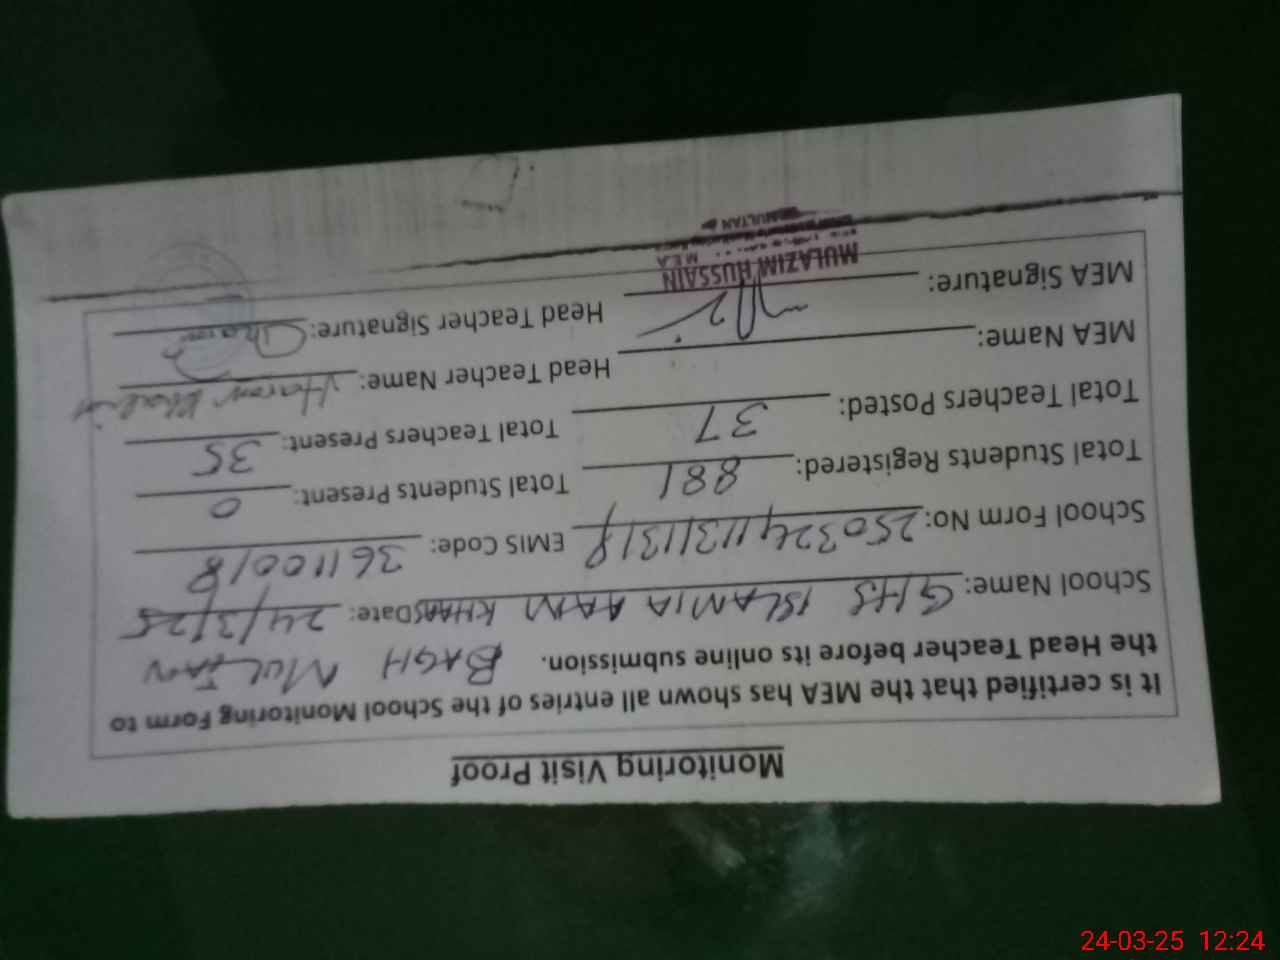 Monitoring Visit Proof
It is certified that the MEA has shown all entries of the School Monitoring Form to
the Head Teacher before its online submission. BAGH MULTAN
School Name: GHS ISLAMIA AAM KHAAS Date: 24/3/25
School Form No: EMIS Code: 36110018
Total Students Registered: 881 Total Students Present: 0
Total Teachers Posted: 37 Total Teachers Present: 35
MEA Name: Head Teacher Name: Haroon Khalid
MEA Signature: Head Teacher Signature:
MULAZIM HUSSAIN
MEA
MULTAN
24-03-25 12:24